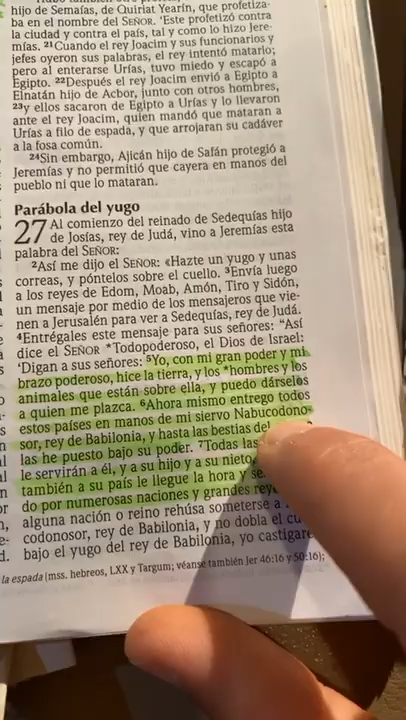 hijo de Semaías, de Quiriat Yearín, que profetiza-
ba en el nombre del SEÑOR. Este profetizó contra
la ciudad y contra el país, tal y como lo hizo Jere-
mías. 21Cuando el rey Joacim y sus funcionarios y
jefes oyeron sus palabras, el rey intentó matarlo;
pero al enterarse Urías, tuvo miedo y escapó a
Egipto. 22Después el rey Joacim envió a Egipto a
Elnatán hijo de Acbor, junto con otros hombres,
23y ellos sacaron de Egipto a Urías y lo llevaron
ante el rey Joacim, quien mandó que mataran a
Urías a filo de espada, y que arrojaran su cadáver
a la fosa común.
24Sin embargo, Ajicán hijo de Safán protegió a
Jeremías y no permitió que cayera en manos del
pueblo ni que lo mataran.
Parábola del yugo
27 Al comienzo del reinado de Sedequías hijo
de Josías, rey de Judá, vino a Jeremías esta
palabra del SEÑOR:
2Así me dijo el SEÑOR: «Hazte un yugo y unas
correas, y póntelos sobre el cuello. 3Envía luego
a los reyes de Edom, Moab, Amón, Tiro y Sidón,
un mensaje por medio de los mensajeros que vie-
nen a Jerusalén para ver a Sedequías, rey de Judá.
4Entrégales este mensaje para sus señores: "Así
dice el SEÑOR *Todopoderoso, el Dios de Israel:
'Digan a sus señores: 5Yo, con mi gran poder y mi
brazo poderoso, hice la tierra, y los *hombres y los
animales que están sobre ella, y puedo dárselos
a quien me plazca. 6Ahora mismo entrego todos
estos países en manos de mi siervo Nabucodono-
sor, rey de Babilonia, y hasta las bestias del
las he puesto bajo su poder. 7Todas las
le servirán a él, y a su hijo y a su nieto,
también a su país le llegue la hora y
do por numerosas naciones y grandes
alguna nación o reino rehúsa someterse a
codonosor, rey de Babilonia, y no dobla el
bajo el yugo del rey de Babilonia, yo
la espada (mss. hebreos, LXX y Targum; véanse también Jer 46:16 y 50:16);